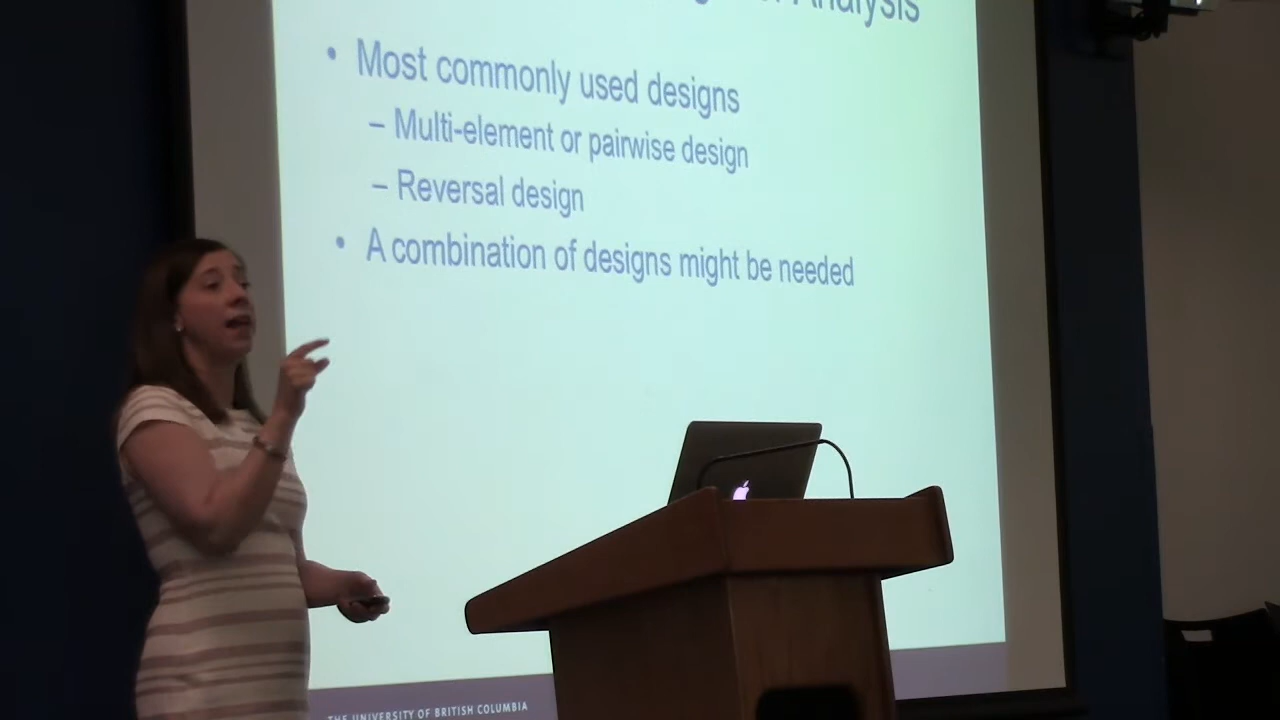 Analysis
• Most commonly used designs
– Multi-element or pairwise design
– Reversal design
• A combination of designs might be needed
THE UNIVERSITY OF BRITISH COLUMBIA